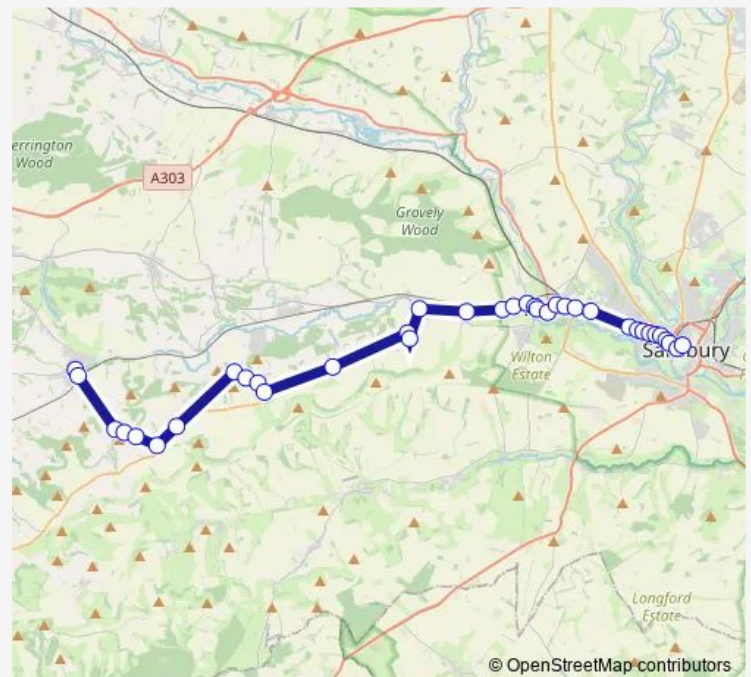 errington
Wood
A303
Grovely
Wood
Wilton
Estate
Salisbury
Longford
Estate
© OpenStreetMap contributors